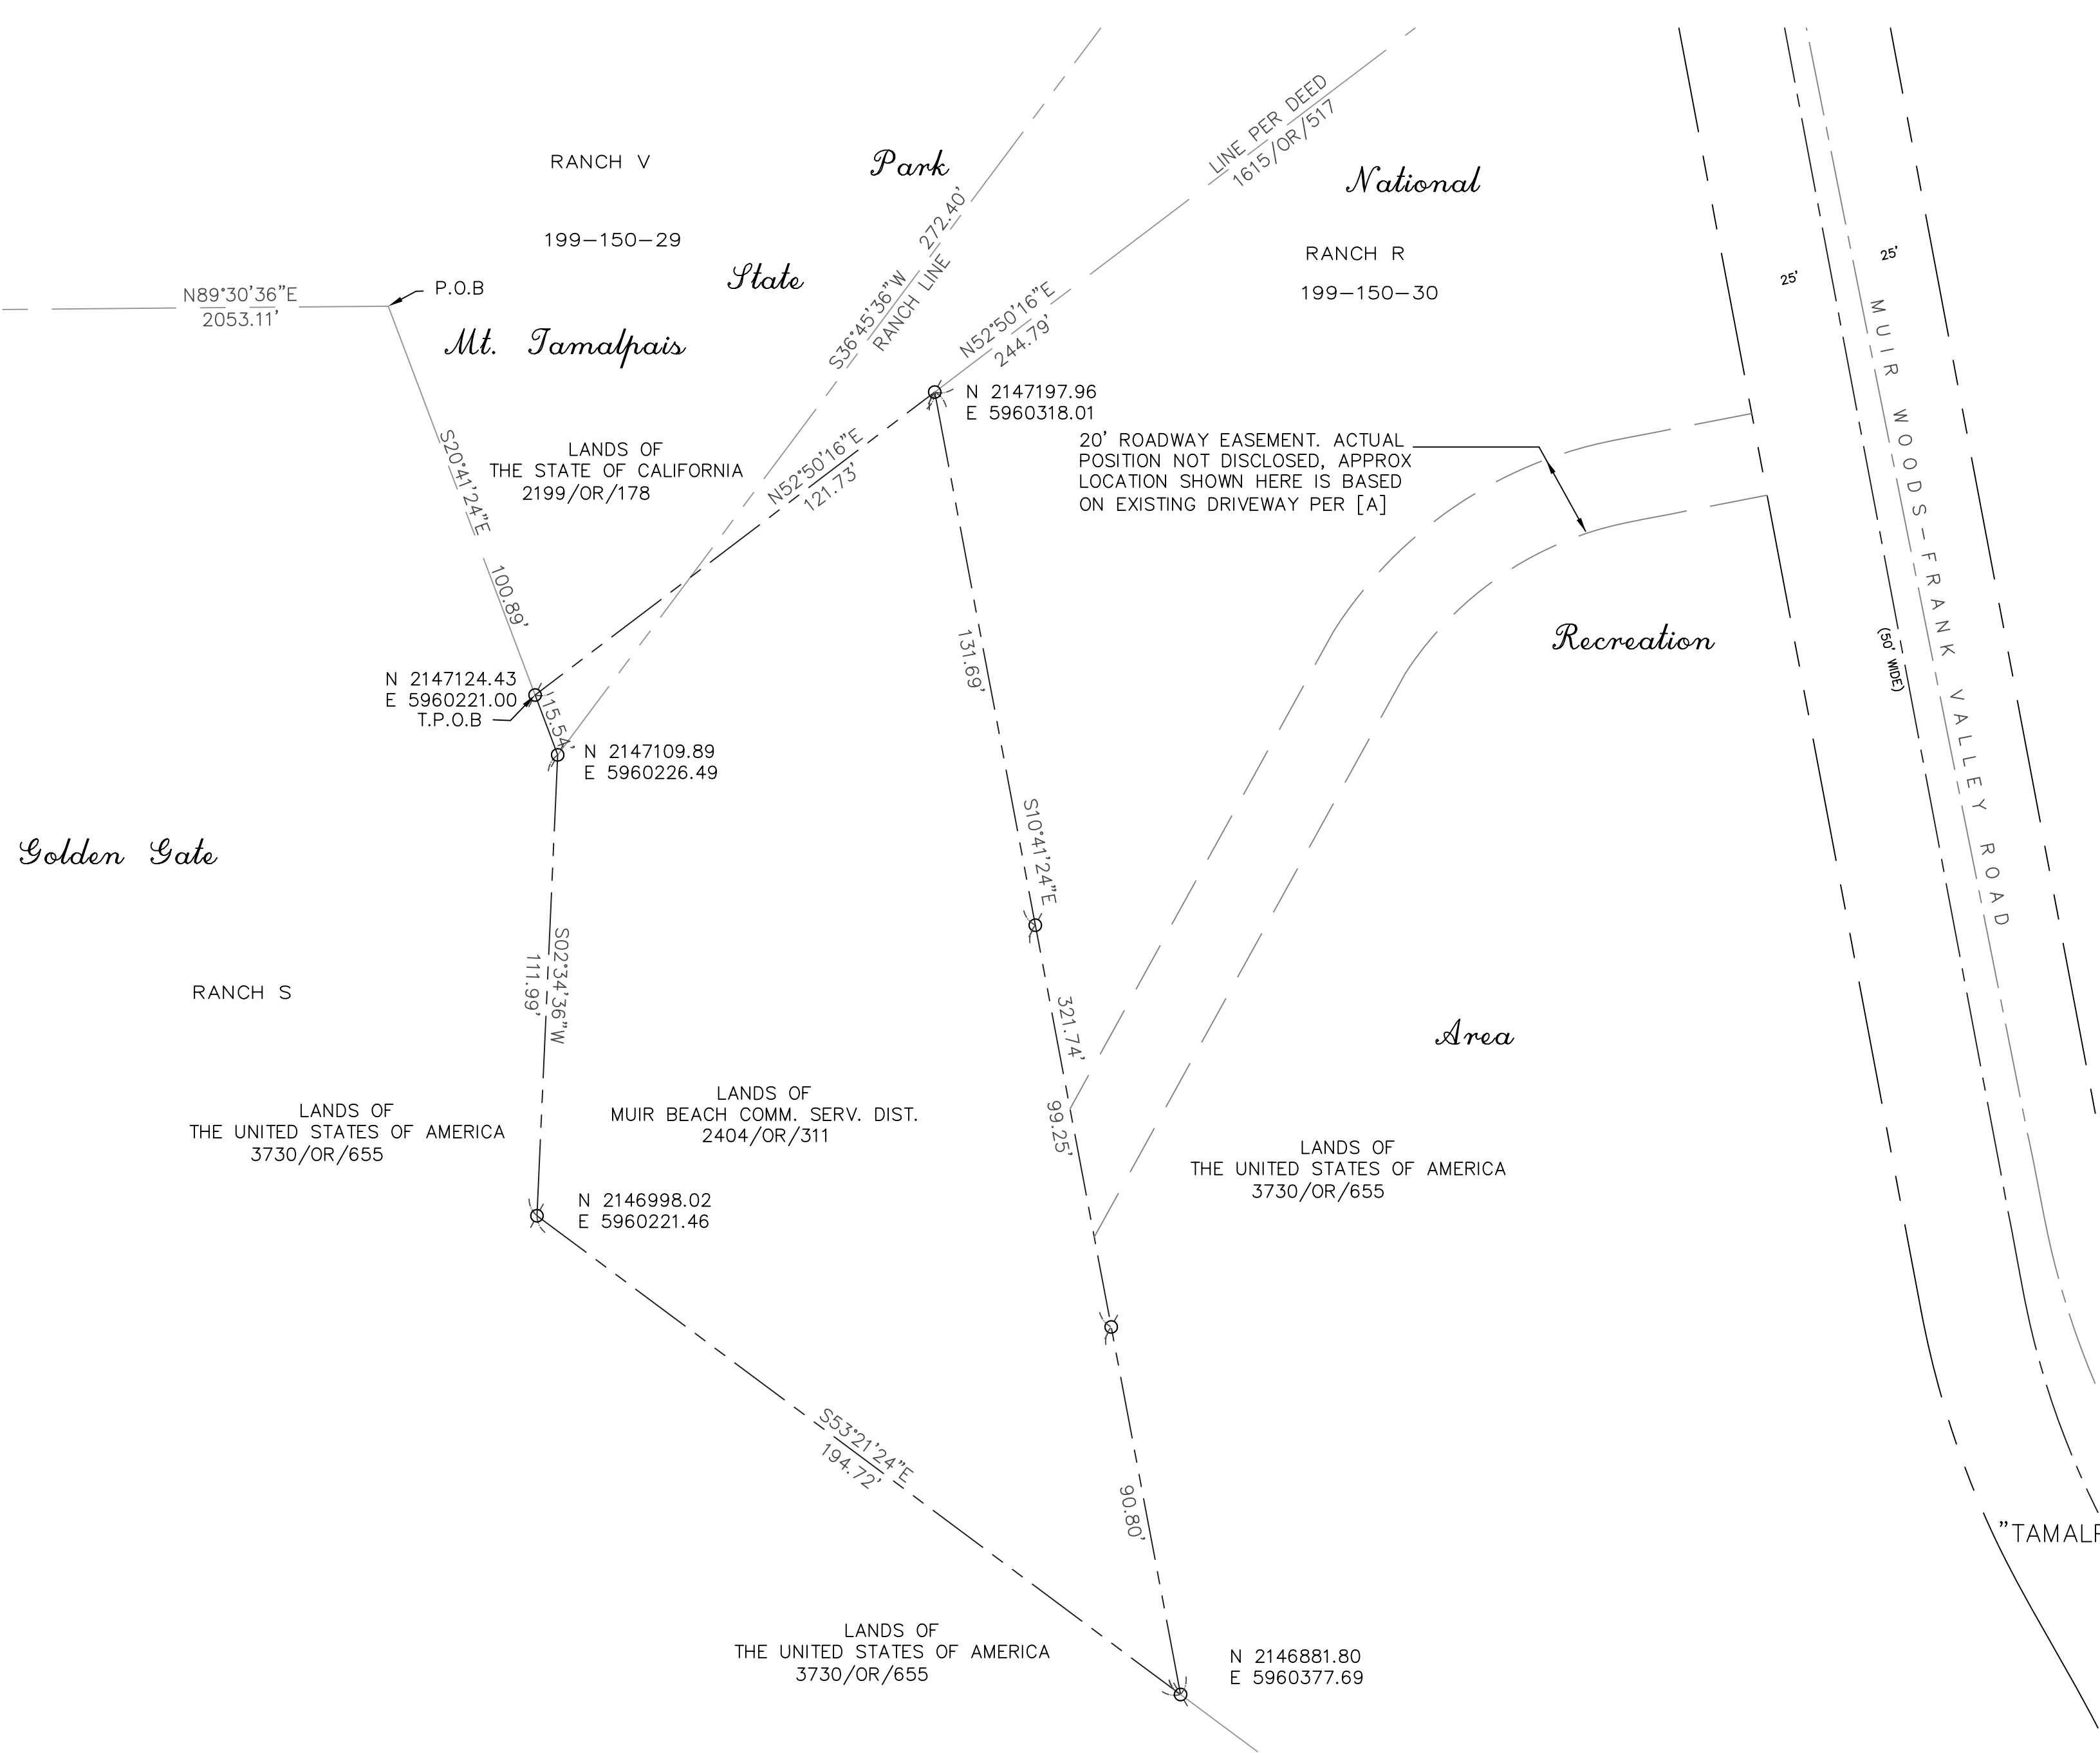 RANCH V
Park
LINE PER DEED
1615/OR/517
National
199-150-29
State
S36°45'36"W 272.40'
RANCH LINE
RANCH R
199-150-30
25'
25'
N89°30'36"E
2053.11'
P.O.B
Mt. Tamalpais
N52°50'16"E
244.79'
N 2147197.96
E 5960318.01
S20°41'24"E 100.89'
LANDS OF
THE STATE OF CALIFORNIA
2199/OR/178
N52°50'16"E
121.73'
20' ROADWAY EASEMENT. ACTUAL
POSITION NOT DISCLOSED, APPROX
LOCATION SHOWN HERE IS BASED
ON EXISTING DRIVEWAY PER [A]
MUIR WOODS-FRANK VALLEY ROAD
(50' WIDE)
Recreation
131.69'
N 2147124.43
E 5960221.00
T.P.O.B
15.54'
N 2147109.89
E 5960226.49
S10°41'24"E
321.74'
Golden Gate
S02°34'36"W
111.99'
RANCH S
Area
99.25'
LANDS OF
THE UNITED STATES OF AMERICA
3730/OR/655
LANDS OF
MUIR BEACH COMM. SERV. DIST.
2404/OR/311
LANDS OF
THE UNITED STATES OF AMERICA
3730/OR/655
N 2146998.02
E 5960221.46
S53°21'24"E
194.72'
90.80'
"TAMALP
LANDS OF
THE UNITED STATES OF AMERICA
3730/OR/655
N 2146881.80
E 5960377.69